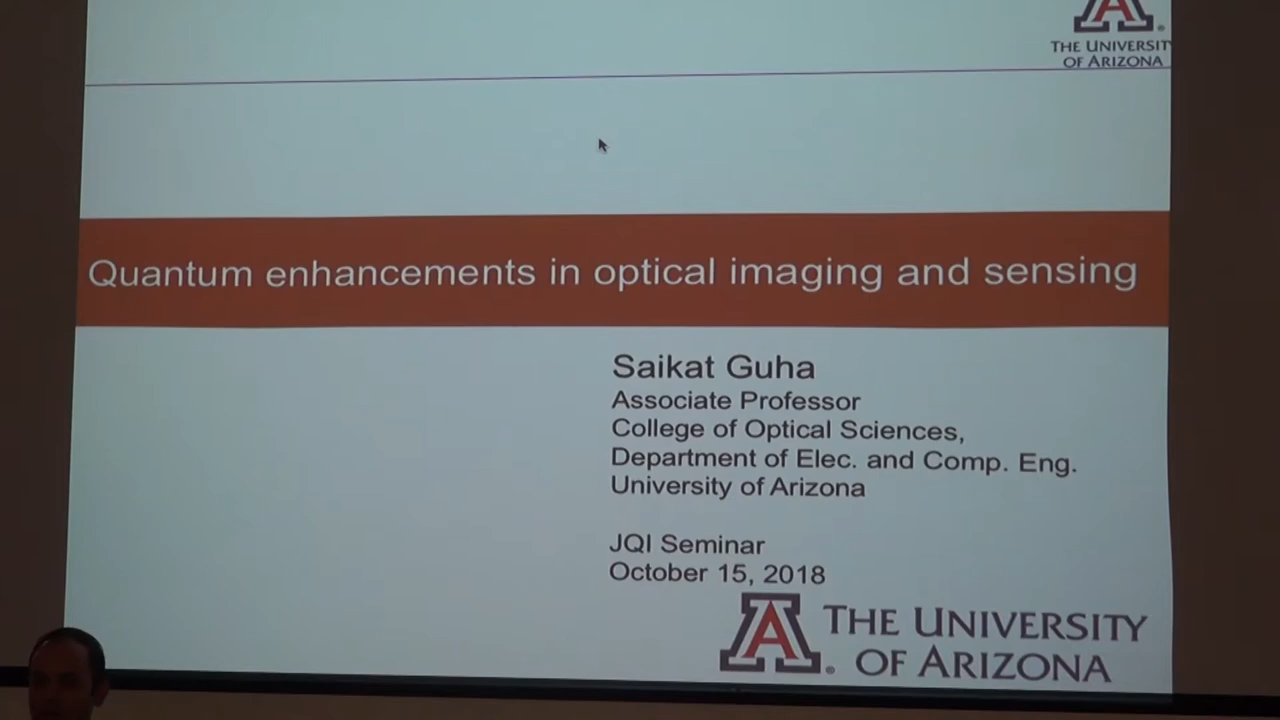 THE UNIVERSIT
OF ARIZONA
Quantum enhancements in optical imaging and sensing
Saikat Guha
Associate Professor
College of Optical Sciences,
Department of Elec. and Comp. Eng.
University of Arizona
JQI Seminar
October 15, 2018
A
THE UNIVERSITY
OF ARIZONA